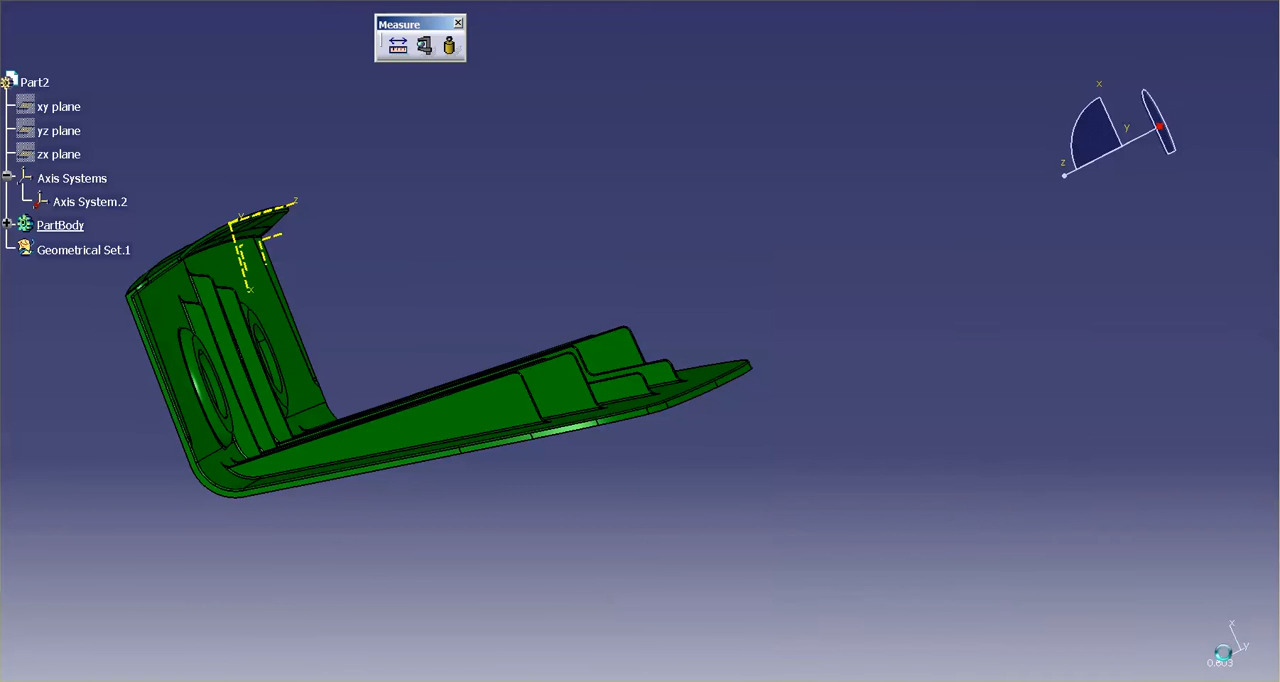 Measure
Part2
xy plane
yz plane
zx plane
Axis Systems
Axis System.2
PartBody
Geometrical Set.1
x
y
z
z
y
x
x
y